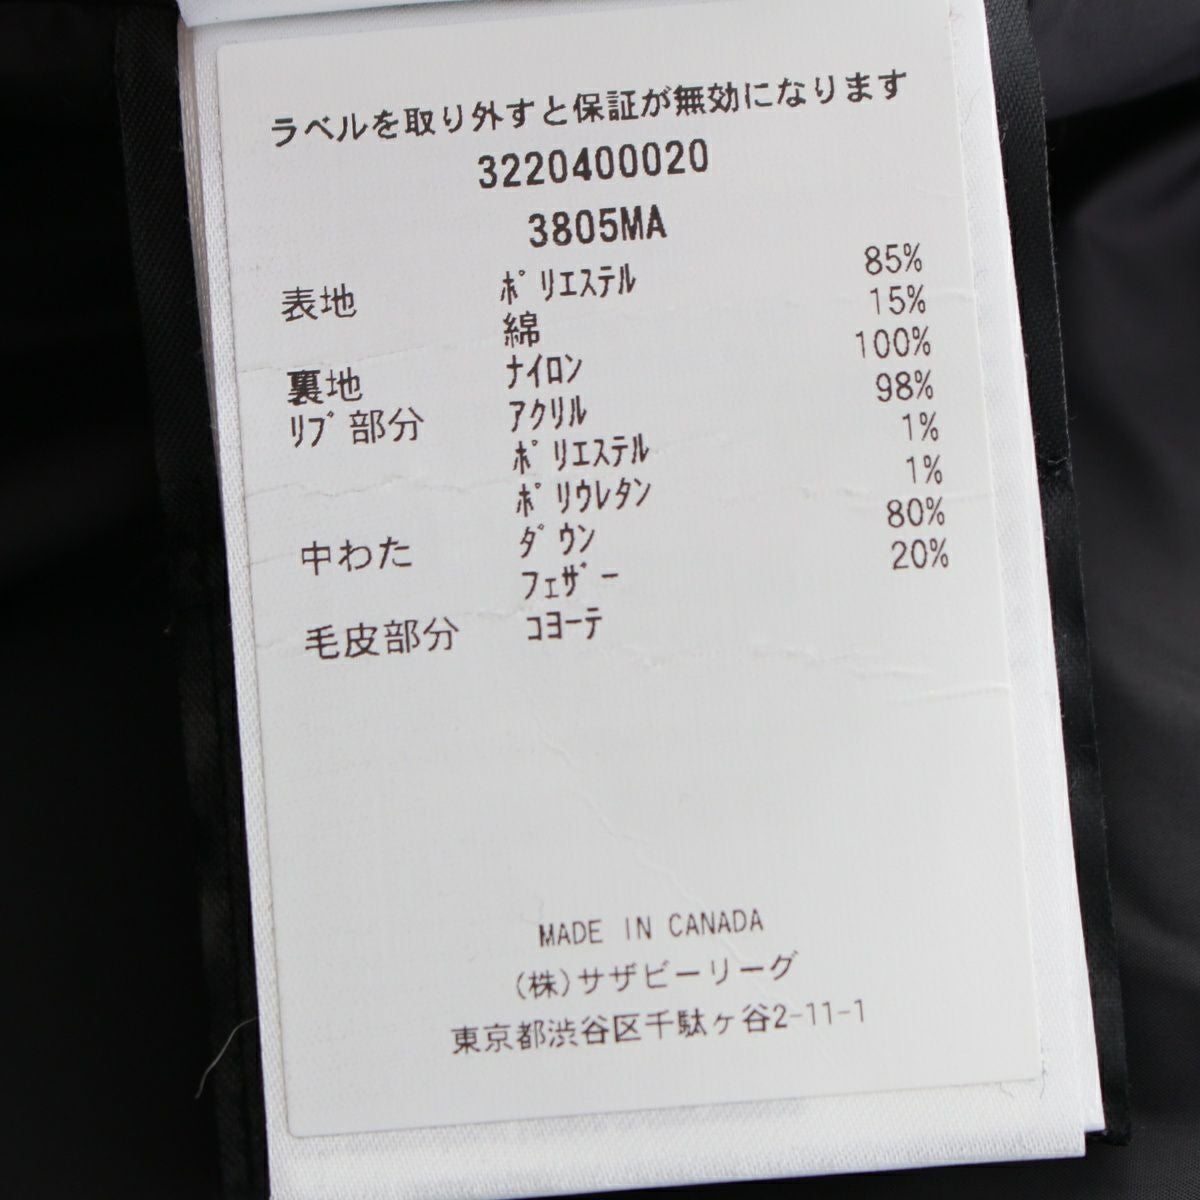 ラベルを取り外すと保証が無効になります
3220400020
3805MA
表地 ﾎﾟﾘｴｽﾃﾙ 85%
綿 15%
裏地 ﾅｲﾛﾝ 100%
ﾘﾌﾞ部分 ｱｸﾘﾙ 98%
ﾎﾟﾘｴｽﾃﾙ 1%
ﾎﾟﾘｳﾚﾀﾝ 1%
中わた ﾀﾞｳﾝ 80%
ﾌｪｻﾞｰ 20%
毛皮部分 ｺﾖｰﾃ
MADE IN CANADA
(株)サザビーリーグ
東京都渋谷区千駄ヶ谷2-11-1